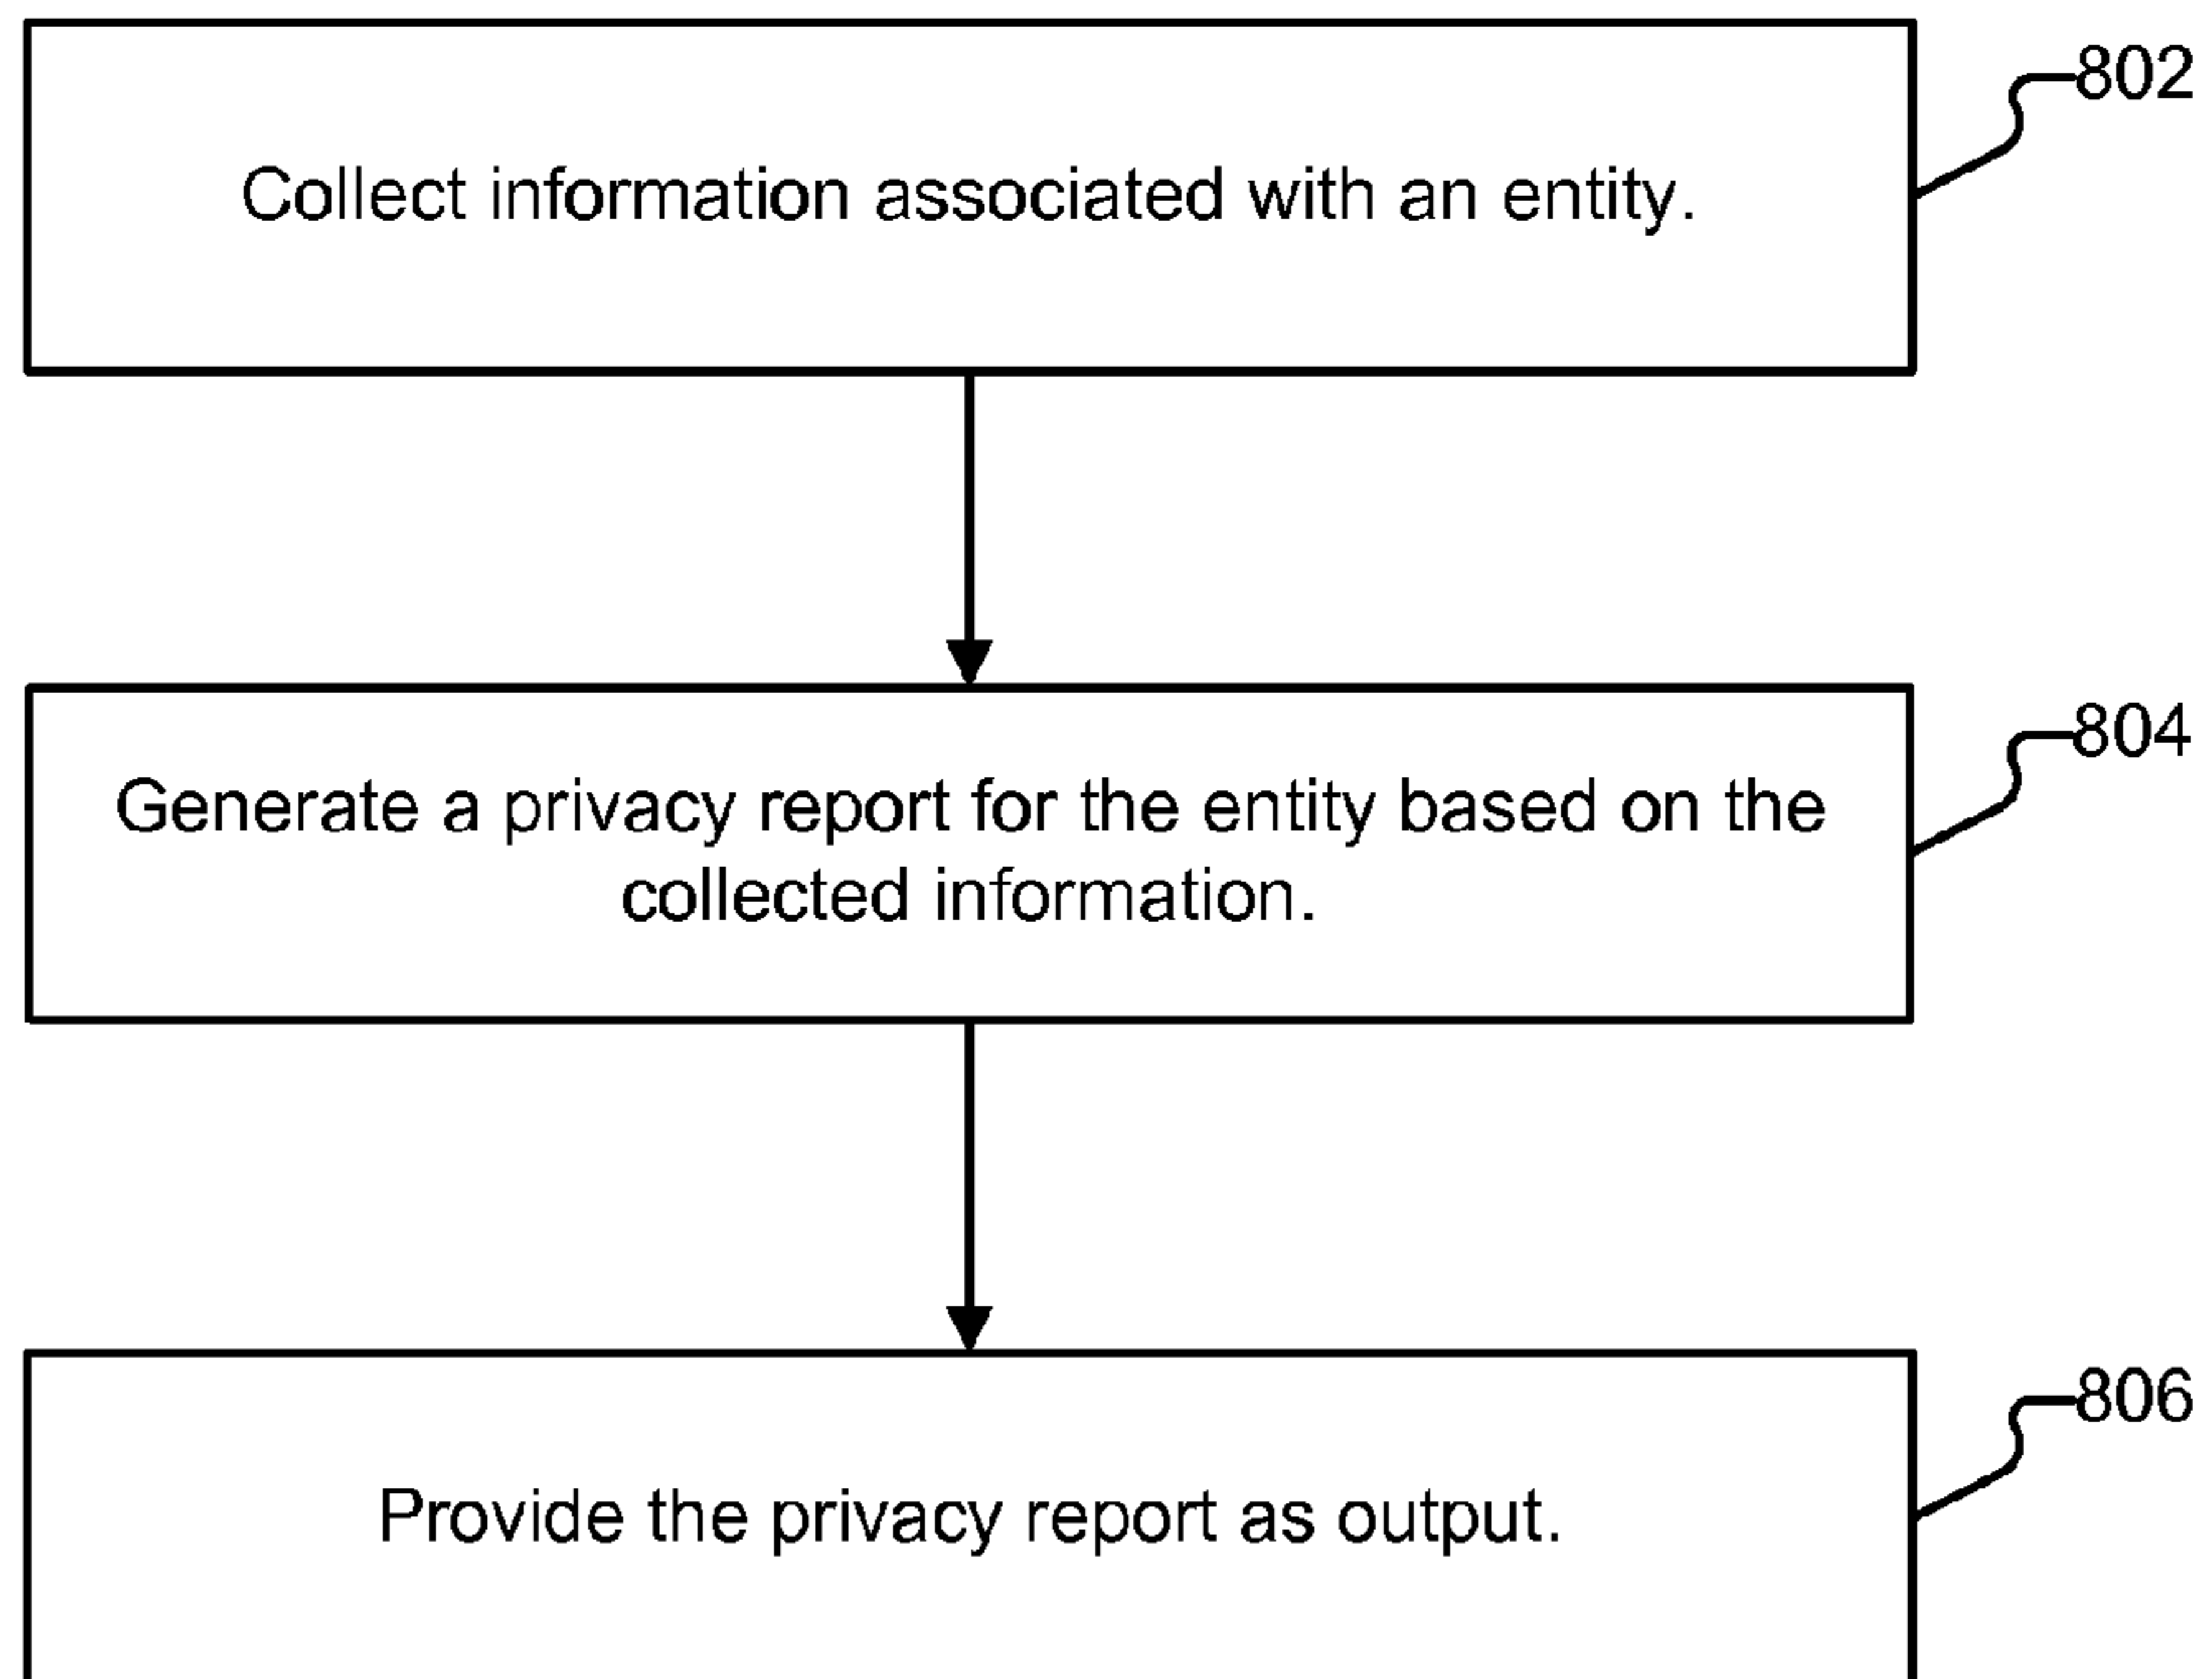 802
Collect information associated with an entity.
804
Generate a privacy report for the entity based on the
collected information.
806
Provide the privacy report as output.